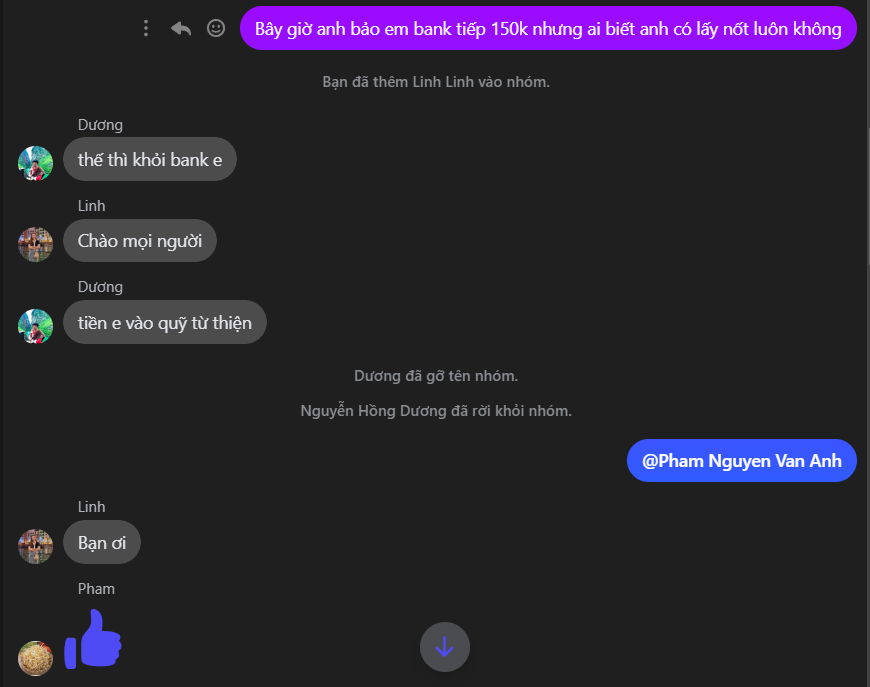 Bây giờ anh bảo em bank tiếp 150k nhưng ai biết anh có lấy nốt luôn không
Bạn đã thêm Linh Linh vào nhóm.
Dương
thế thì khỏi bank e
Linh
Chào mọi người
Dương
tiền e vào quỹ từ thiện
Dương đã gỡ tên nhóm.
Nguyễn Hồng Dương đã rời khỏi nhóm.
@Pham Nguyen Van Anh
Linh
Bạn ơi
Pham